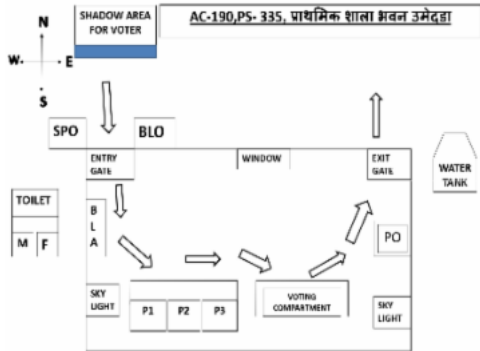 SHADOW AREA
FOR VOTER
AC-190,PS- 335, प्राथमिक शाला भवन उमेदडा
N
W
E
S
SPO
BLO
ENTRY
GATE
WINDOW
EXIT
GATE
WATER
TANK
TOILET
M F
B
L
A
PO
SKY
LIGHT
P1 P2 P3
VOTING
COMPARTMENT
SKY
LIGHT